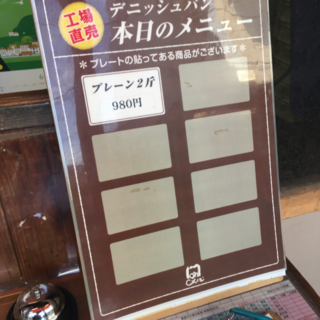 工場
直売
デニッシュパン
本日のメニュー
＊プレートの貼ってある商品がございます＊
プレーン2斤
980円